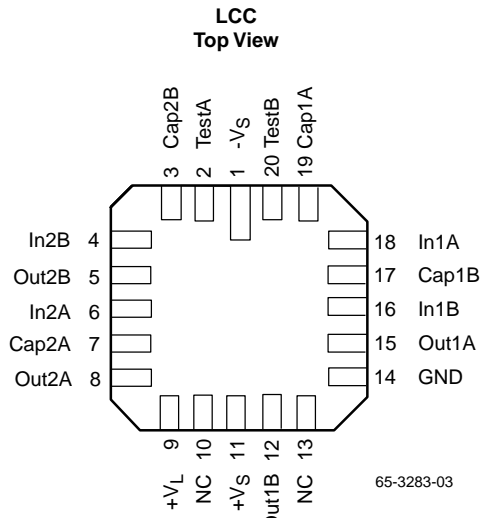 LCC
Top View
3 Cap2B
2 TestA
1 -VS
20 TestB
19 Cap1A
In2B 4
Out2B 5
In2A 6
Cap2A 7
Out2A 8
18 In1A
17 Cap1B
16 In1B
15 Out1A
14 GND
+VL 9
NC 10
+VS 11
Out1B 12
NC 13
65-3283-03